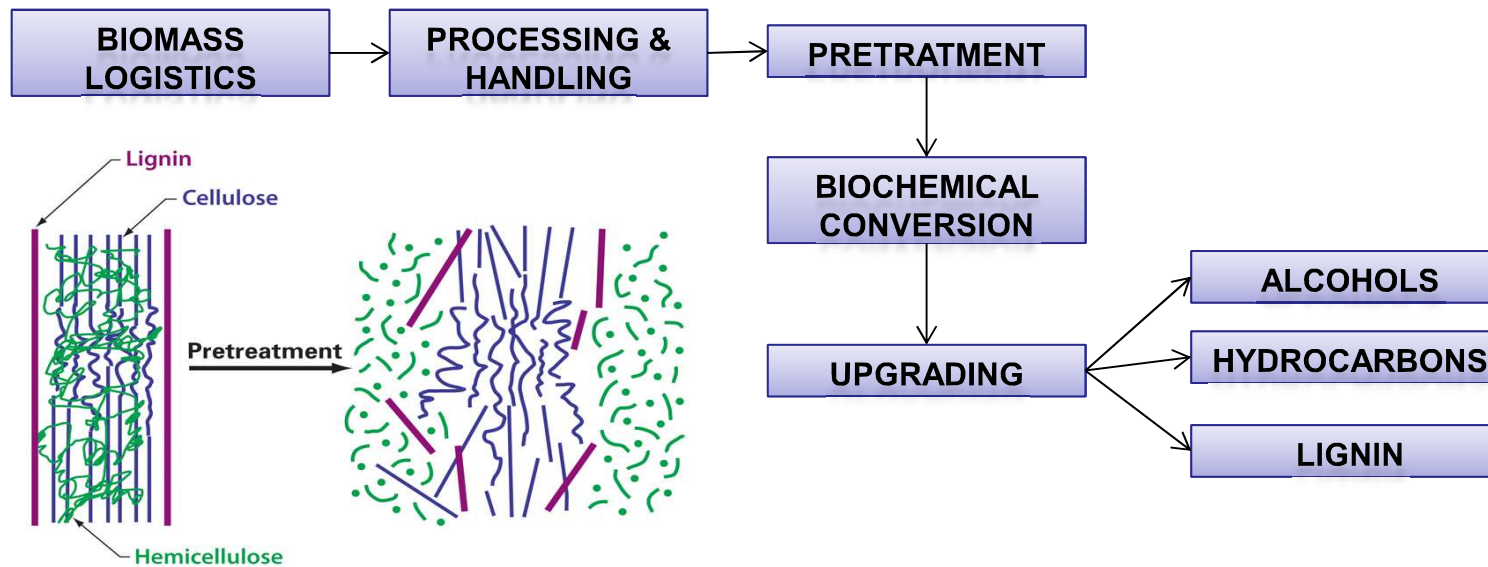 BIOMASS
LOGISTICS
PROCESSING &
HANDLING
PRETRATMENT
BIOCHEMICAL
CONVERSION
UPGRADING
ALCOHOLS
HYDROCARBONS
LIGNIN
Lignin
Cellulose
Pretreatment
Hemicellulose